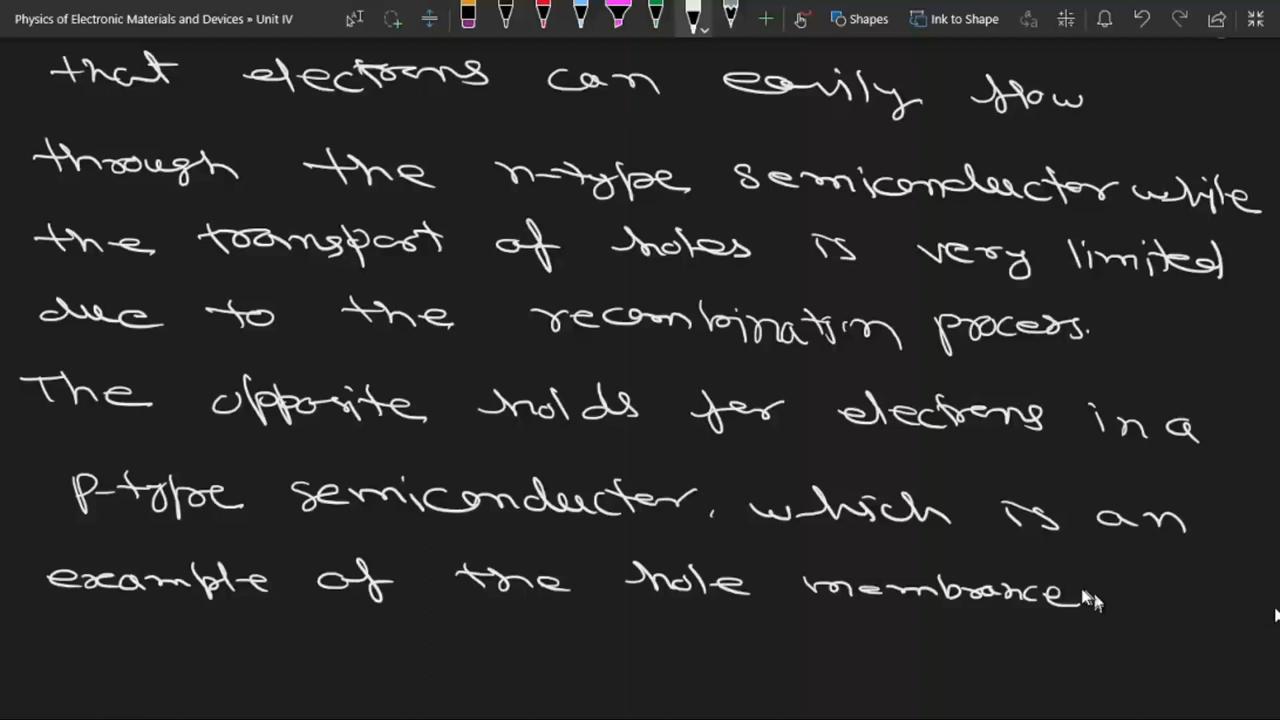 Physics of Electronic Materials and Devices » Unit IV
Shapes
Ink to Shape
that electrons can easily flow
through the n-type semiconductor while
the transport of holes is very limited
due to the recombination process.
The opposite holds for electrons in a
p-type semiconductor, which is an
example of the hole membrance